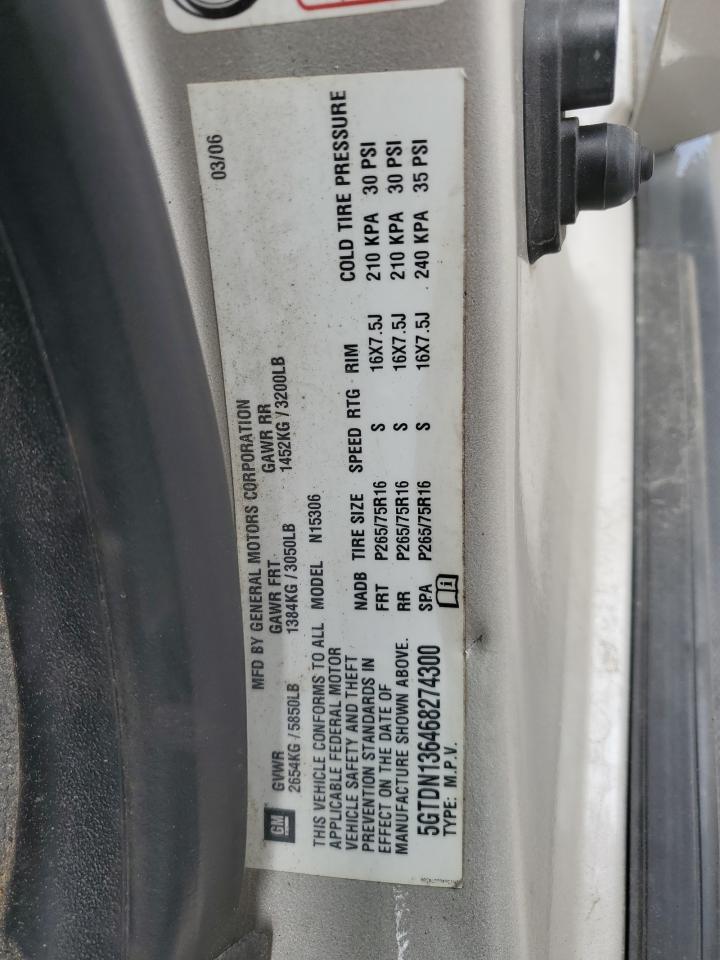 03/06
MFD BY GENERAL MOTORS CORPORATION
GM
GVWR GAWR FRT GAWR RR
2654KG / 5850LB 1384KG / 3050LB 1452KG / 3200LB
THIS VEHICLE CONFORMS TO ALL
APPLICABLE FEDERAL MOTOR
VEHICLE SAFETY AND THEFT
PREVENTION STANDARDS IN
EFFECT ON THE DATE OF
MANUFACTURE SHOWN ABOVE.
5GTDN136468274300
TYPE: M.P.V.
MODEL N15306
NADB TIRE SIZE SPEED RTG RIM COLD TIRE PRESSURE
FRT P265/75R16 S 16X7.5J 210 KPA 30 PSI
RR P265/75R16 S 16X7.5J 210 KPA 30 PSI
SPA P265/75R16 S 16X7.5J 240 KPA 35 PSI